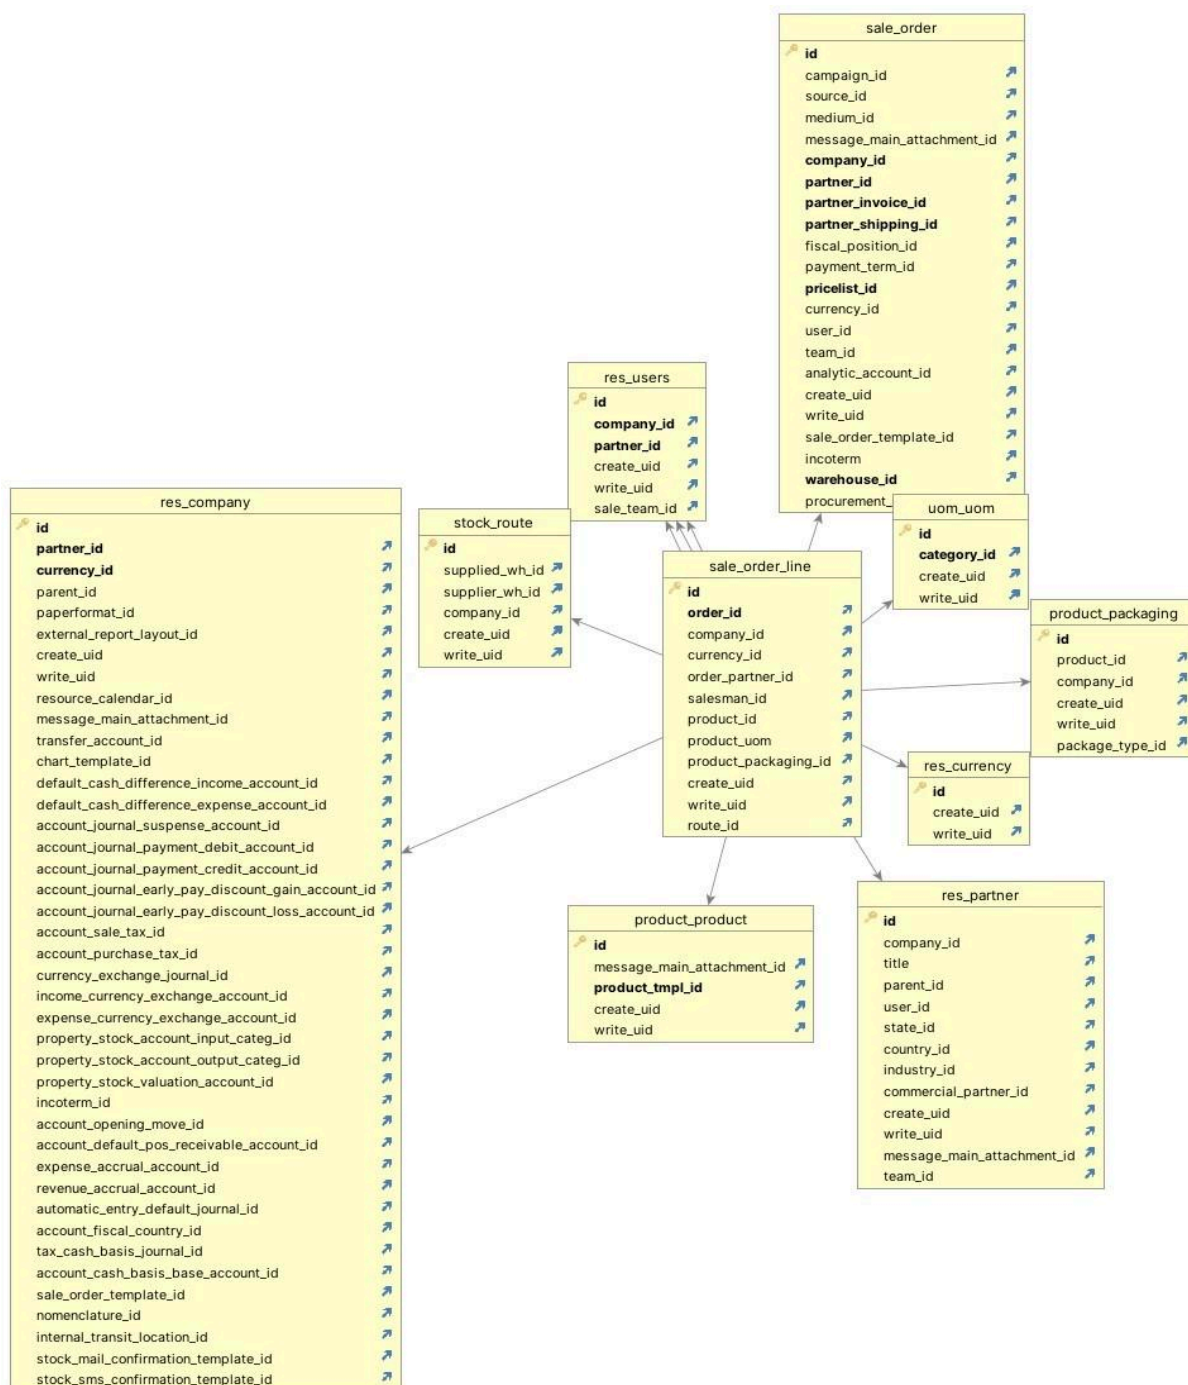 sale_order
id
campaign_id
source_id
medium_id
message_main_attachment_id
company_id
partner_id
partner_invoice_id
partner_shipping_id
fiscal_position_id
payment_term_id
pricelist_id
currency_id
user_id
team_id
analytic_account_id
create_uid
write_uid
sale_order_template_id
incoterm
warehouse_id
procurement_
res_users
id
company_id
partner_id
create_uid
write_uid
sale_team_id
res_company
id
partner_id
currency_id
parent_id
paperformat_id
external_report_layout_id
create_uid
write_uid
resource_calendar_id
message_main_attachment_id
transfer_account_id
chart_template_id
default_cash_difference_income_account_id
default_cash_difference_expense_account_id
account_journal_suspense_account_id
account_journal_payment_debit_account_id
account_journal_payment_credit_account_id
account_journal_early_pay_discount_gain_account_id
account_journal_early_pay_discount_loss_account_id
account_sale_tax_id
account_purchase_tax_id
currency_exchange_journal_id
income_currency_exchange_account_id
expense_currency_exchange_account_id
property_stock_account_input_categ_id
property_stock_account_output_categ_id
property_stock_valuation_account_id
incoterm_id
account_opening_move_id
account_default_pos_receivable_account_id
expense_accrual_account_id
revenue_accrual_account_id
automatic_entry_default_journal_id
account_fiscal_country_id
tax_cash_basis_journal_id
account_cash_basis_base_account_id
sale_order_template_id
nomenclature_id
internal_transit_location_id
stock_mail_confirmation_template_id
stock_sms_confirmation_template_id
stock_route
id
supplied_wh_id
supplier_wh_id
company_id
create_uid
write_uid
uom_uom
id
category_id
create_uid
write_uid
sale_order_line
id
order_id
company_id
currency_id
order_partner_id
salesman_id
product_id
product_uom
product_packaging_id
create_uid
write_uid
route_id
product_packaging
id
product_id
company_id
create_uid
write_uid
package_type_id
res_currency
id
create_uid
write_uid
product_product
id
message_main_attachment_id
product_tmpl_id
create_uid
write_uid
res_partner
id
company_id
title
parent_id
user_id
state_id
country_id
industry_id
commercial_partner_id
create_uid
write_uid
message_main_attachment_id
team_id